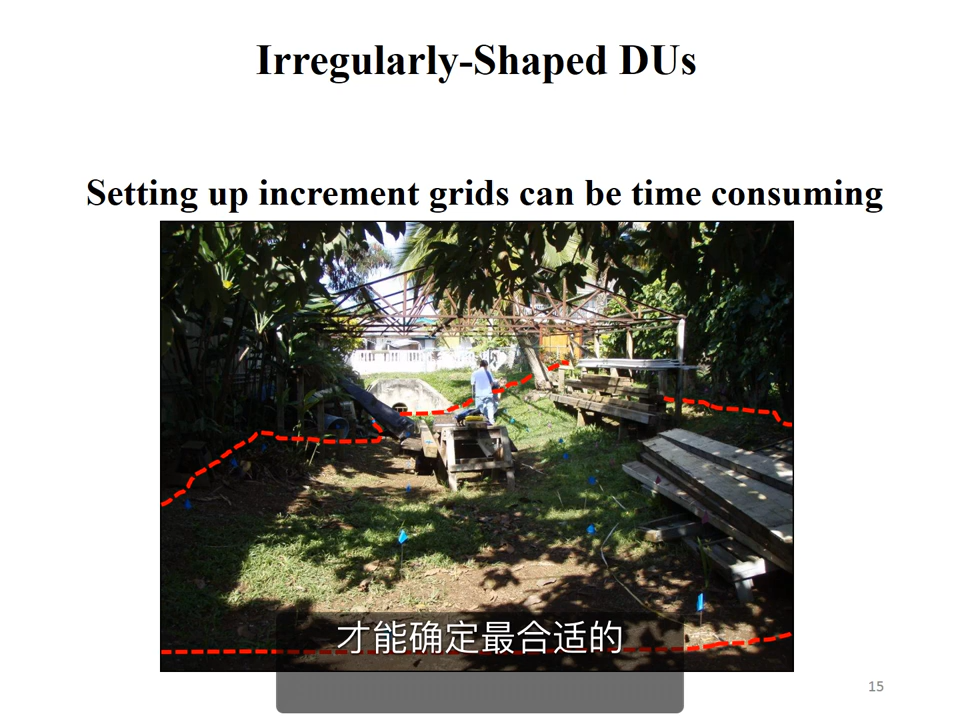 Irregularly-Shaped DUs
Setting up increment grids can be time consuming
才能确定最合适的
15